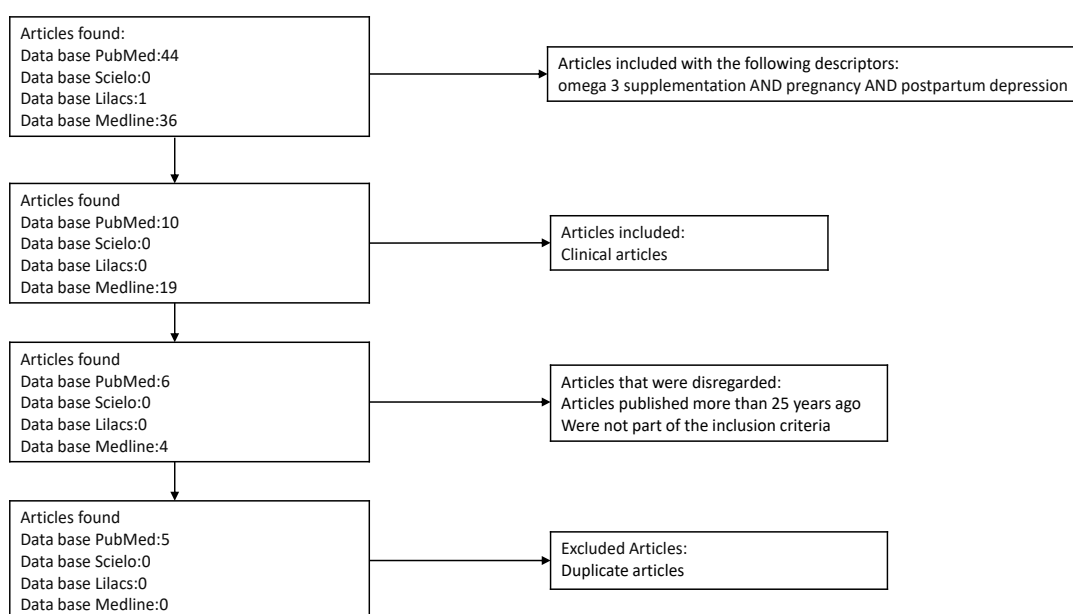 Articles found:
Data base PubMed:44
Data base Scielo:0
Data base Lilacs:1
Data base Medline:36
Articles included with the following descriptors:
omega 3 supplementation AND pregnancy AND postpartum depression
Articles found
Data base PubMed:10
Data base Scielo:0
Data base Lilacs:0
Data base Medline:19
Articles included:
Clinical articles
Articles found
Data base PubMed:6
Data base Scielo:0
Data base Lilacs:0
Data base Medline:4
Articles that were disregarded:
Articles published more than 25 years ago
Were not part of the inclusion criteria
Articles found
Data base PubMed:5
Data base Scielo:0
Data base Lilacs:0
Data base Medline:0
Excluded Articles:
Duplicate articles